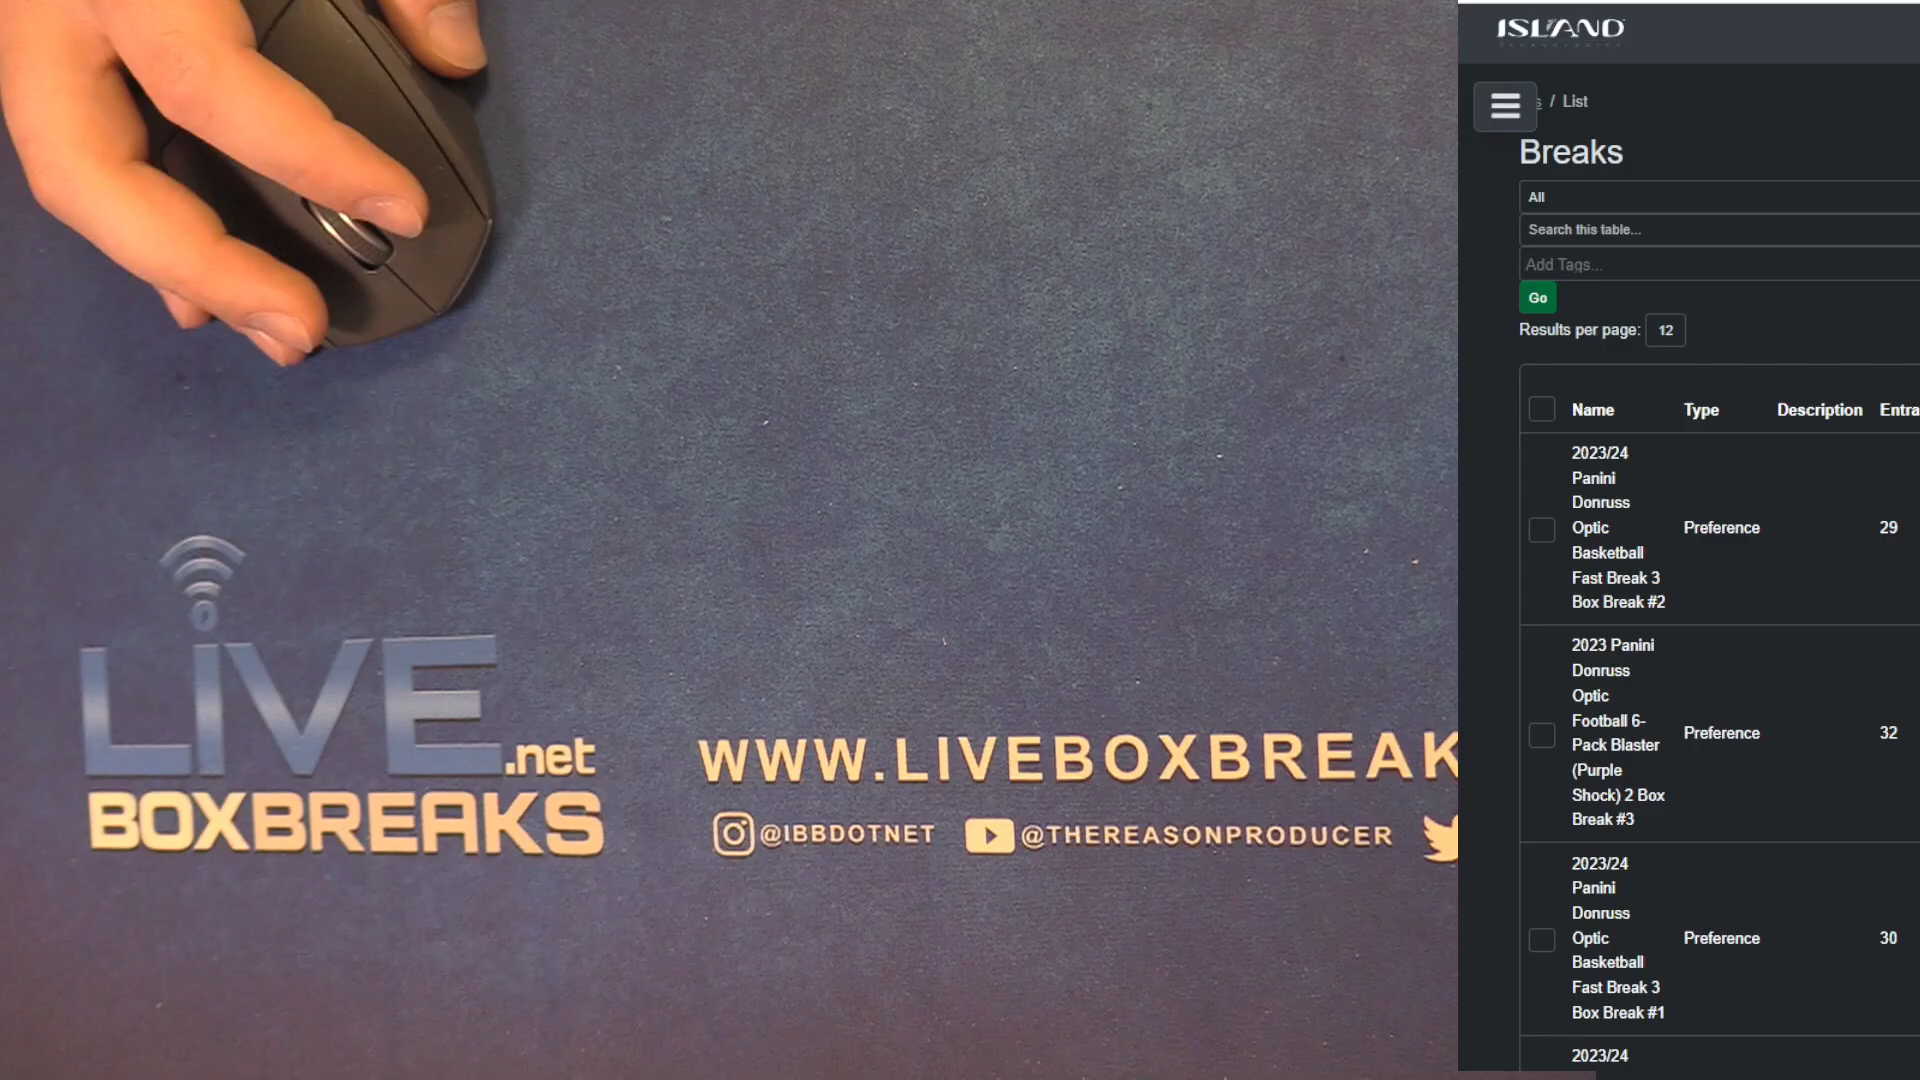 LIVE.net
BOXBREAKS
WWW.LIVEBOXBREAK
@IBBDOTNET
@THEREASONPRODUCER
ISLAND
/ List
Breaks
All
Search this table...
Add Tags...
Go
Results per page: 12
Name Type Description Entra
2023/24
Panini
Donruss
Optic
Basketball
Fast Break 3
Box Break #2
Preference
29
2023 Panini
Donruss
Optic
Football 6-
Pack Blaster
(Purple
Shock) 2 Box
Break #3
Preference
32
2023/24
Panini
Donruss
Optic
Basketball
Fast Break 3
Box Break #1
Preference
30
2023/24